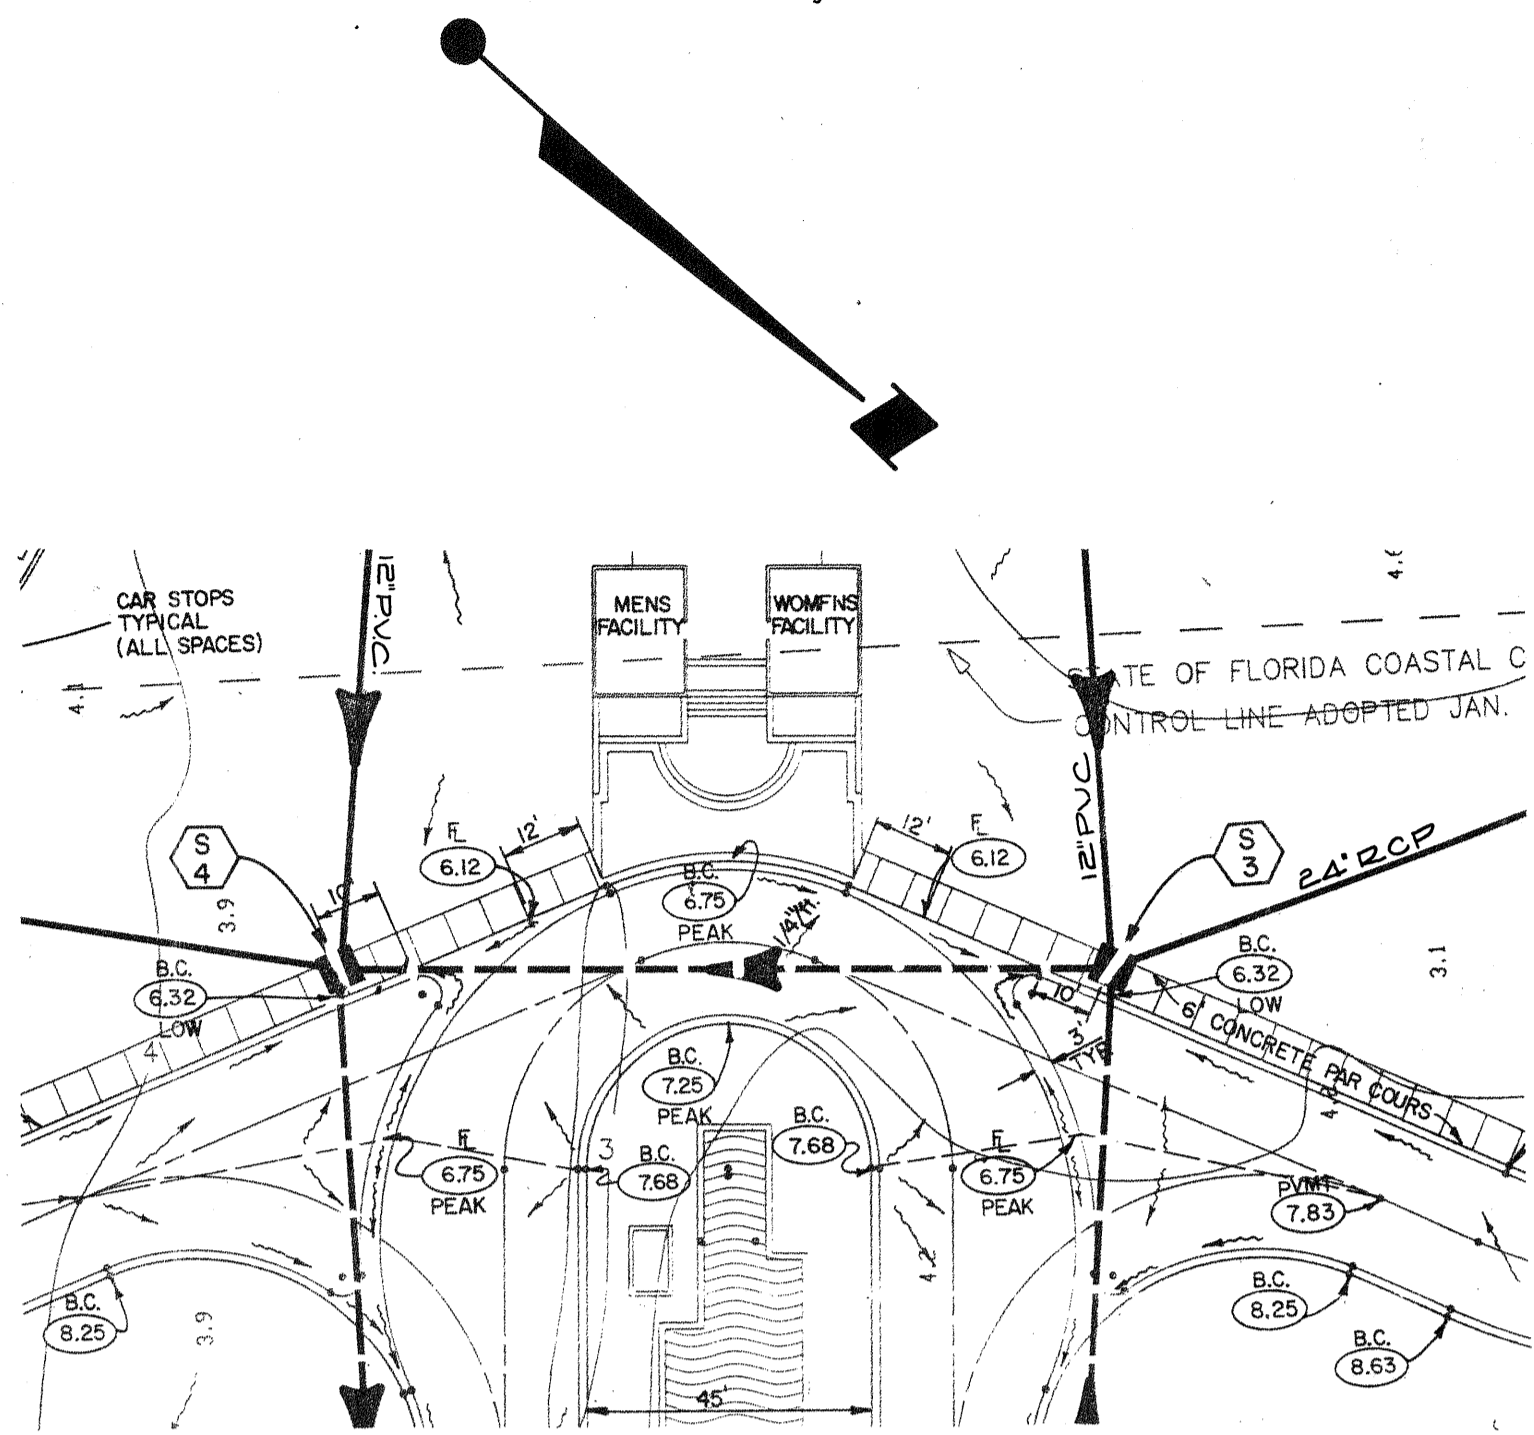 N
CAR STOPS
TYPICAL
(ALL SPACES)
12" P.V.C.
MENS
FACILITY
WOMENS
FACILITY
4.1
STATE OF FLORIDA COASTAL C
CONTROL LINE ADOPTED JAN.
S
4
10'
3.9
FL
6.12
12'
B.C.
6.75
PEAK
1/4"/ft.
12'
FL
6.12
12" PVC
S
3
24" RCP
3.1
B.C.
6.32
LOW
4
B.C.
6.32
LOW
10'
3'
TYP
6' CONCRETE PAR COURS
B.C.
7.25
PEAK
B.C.
7.68
3
B.C.
7.68
FL
6.75
PEAK
FL
6.75
PEAK
PVMT
7.83
4.2
B.C.
8.25
3.9
B.C.
8.25
B.C.
8.63
45'